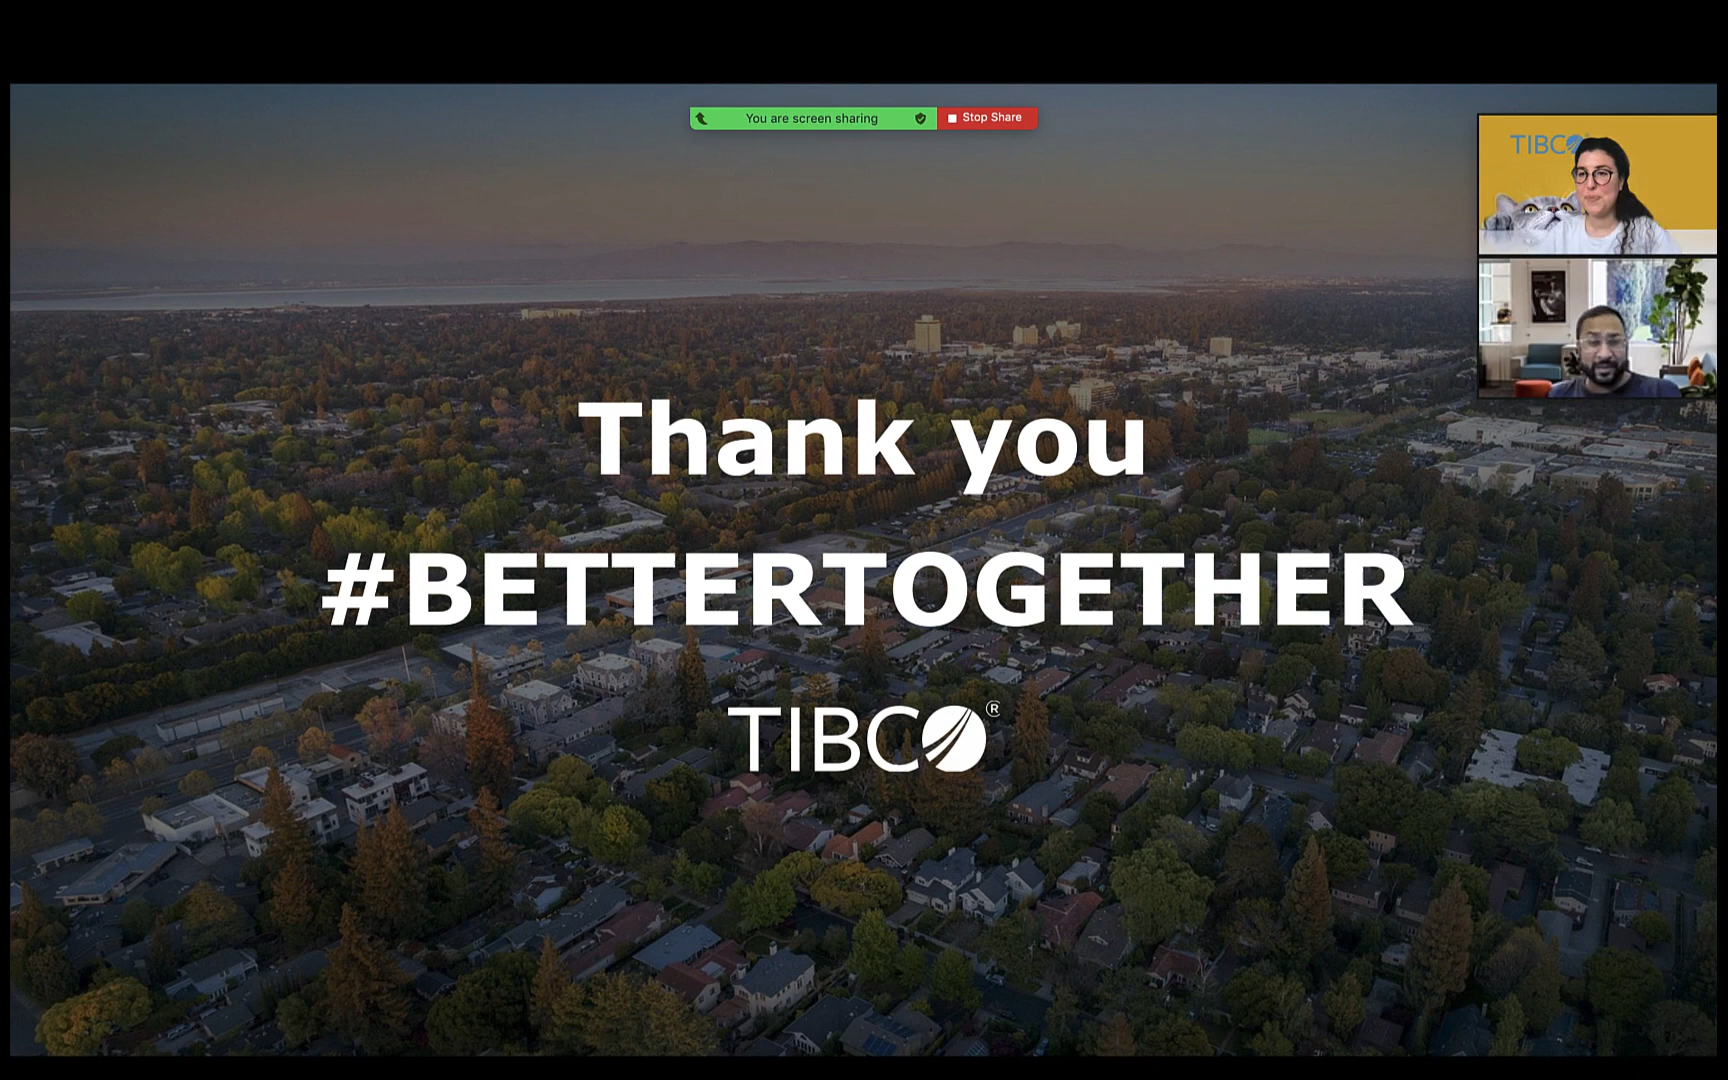 You are screen sharing
Stop Share
TIBCO
Thank you
#BETTERTOGETHER
TIBCO®